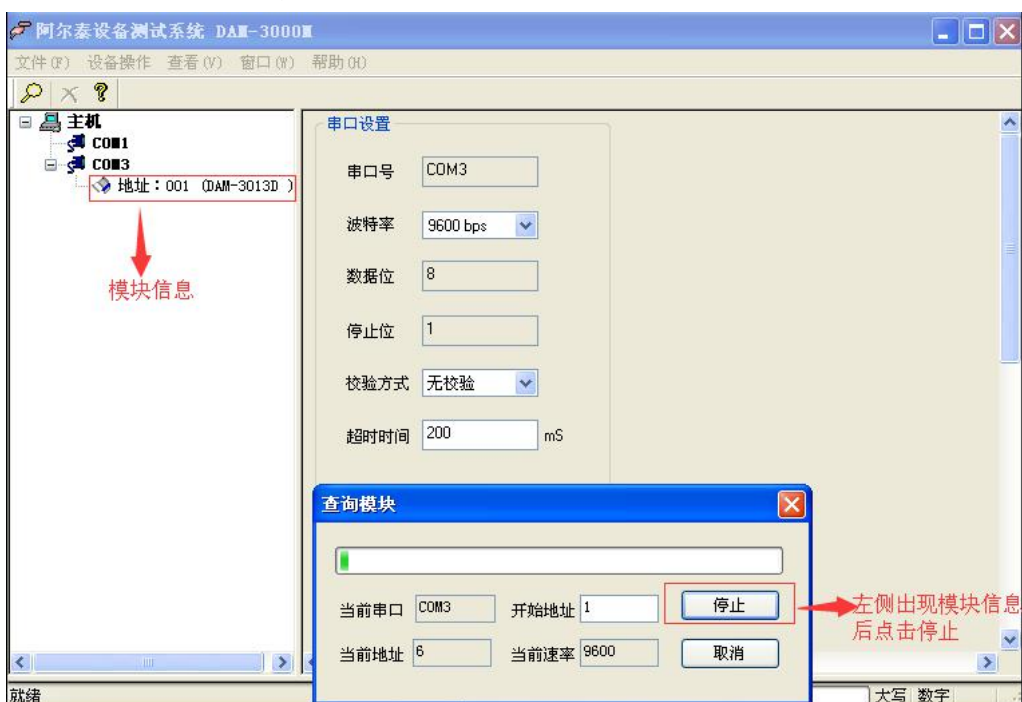 阿尔泰设备测试系统 DAM-3000M
文件(F) 设备操作 查看(V) 窗口(W) 帮助(H)
主机
COM1
COM3
地址：001 (DAM-3013D )
模块信息
串口设置
串口号 COM3
波特率 9600 bps
数据位 8
停止位 1
校验方式 无校验
超时时间 200 mS
查询模块
当前串口 COM3 开始地址 1 停止
当前地址 6 当前速率 9600 取消
左侧出现模块信息
后点击停止
就绪 大写 数字